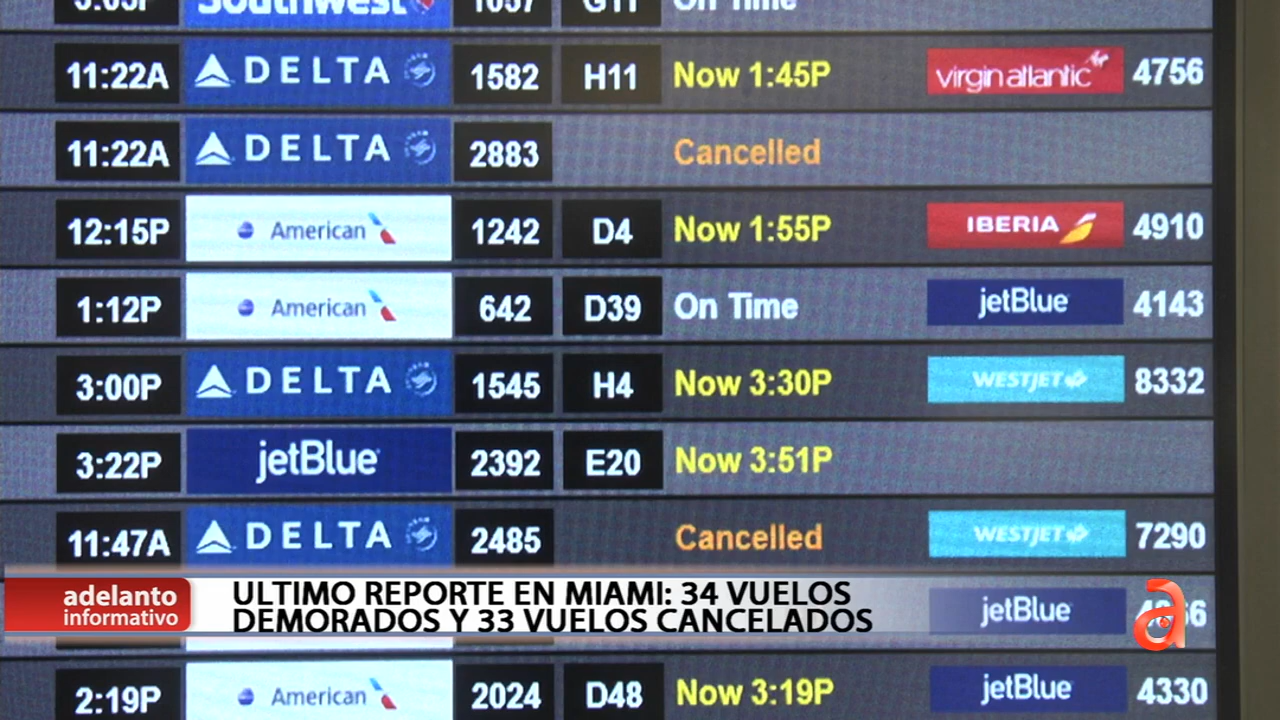 Southwest 1057 G11 On Time
11:22A DELTA 1582 H11 Now 1:45P virgin atlantic 4756
11:22A DELTA 2883 Cancelled
12:15P American 1242 D4 Now 1:55P IBERIA 4910
1:12P American 642 D39 On Time jetBlue 4143
3:00P DELTA 1545 H4 Now 3:30P WESTJET 8332
3:22P jetBlue 2392 E20 Now 3:51P
11:47A DELTA 2485 Cancelled WESTJET 7290
adelanto
informativo
ULTIMO REPORTE EN MIAMI: 34 VUELOS
DEMORADOS Y 33 VUELOS CANCELADOS
jetBlue
a
2:19P American 2024 D48 Now 3:19P jetBlue 4330